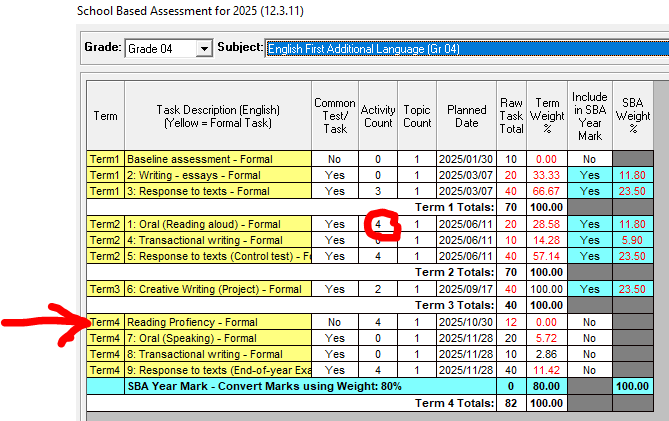 School Based Assessment for 2025 (12.3.11)
Grade: Grade 04 Subject: English First Additional Language (Gr 04)
Term Task Description (English) (Yellow = Formal Task) Common Test/ Task Activity Count Topic Count Planned Date Raw Task Total Term Weight % Include in SBA Year Mark SBA Weight %
Term1 Baseline assessment - Formal No 0 1 2025/01/30 10 0.00 No
Term1 2: Writing - essays - Formal Yes 0 1 2025/03/07 20 33.33 Yes 11.80
Term1 3: Response to texts - Formal Yes 3 1 2025/03/07 40 66.67 Yes 23.50
Term 1 Totals: 70 100.00
Term2 1: Oral (Reading aloud) - Formal Yes 4 1 2025/06/11 20 28.58 Yes 11.80
Term2 4: Transactional writing - Formal Yes 1 2025/06/11 10 14.28 Yes 5.90
Term2 5: Response to texts (Control test) - F Yes 4 1 2025/06/11 40 57.14 Yes 23.50
Term 2 Totals: 70 100.00
Term3 6: Creative Writing (Project) - Formal Yes 2 1 2025/09/17 40 100.00 Yes 23.50
Term 3 Totals: 40 100.00
Term4 Reading Profiency - Formal No 4 1 2025/10/30 12 0.00 No
Term4 7: Oral (Speaking) - Formal Yes 0 1 2025/11/28 20 5.72 No
Term4 8: Transactional writing - Formal Yes 0 1 2025/11/28 10 2.86 No
Term4 9: Response to texts (End-of-year Exa Yes 4 1 2025/11/28 40 11.42 No
SBA Year Mark - Convert Marks using Weight: 80% 0 80.00 100.00
Term 4 Totals: 82 100.00